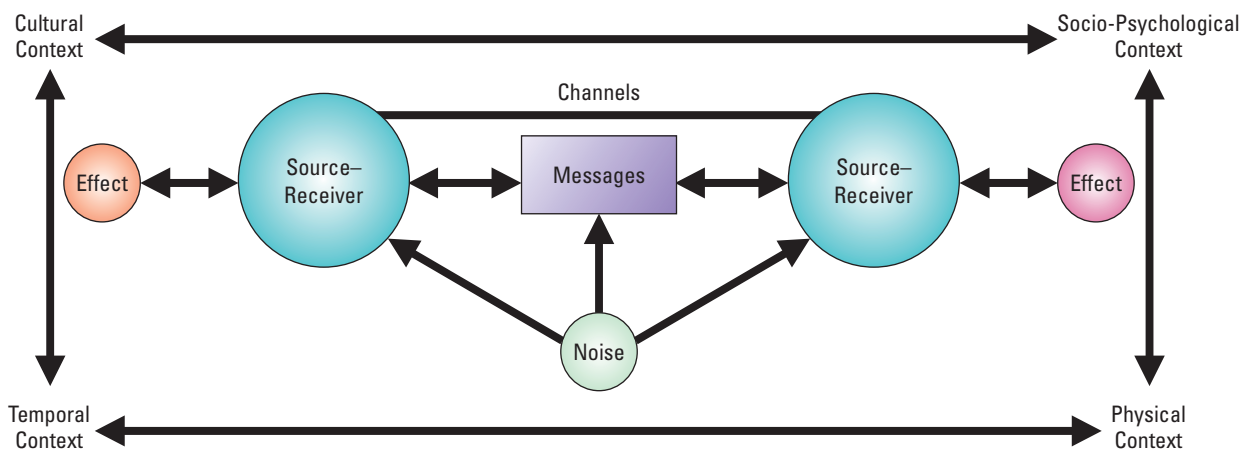 Cultural
Context
Socio-Psychological
Context
Channels
Effect
Source–
Receiver
Messages
Source–
Receiver
Effect
Noise
Temporal
Context
Physical
Context